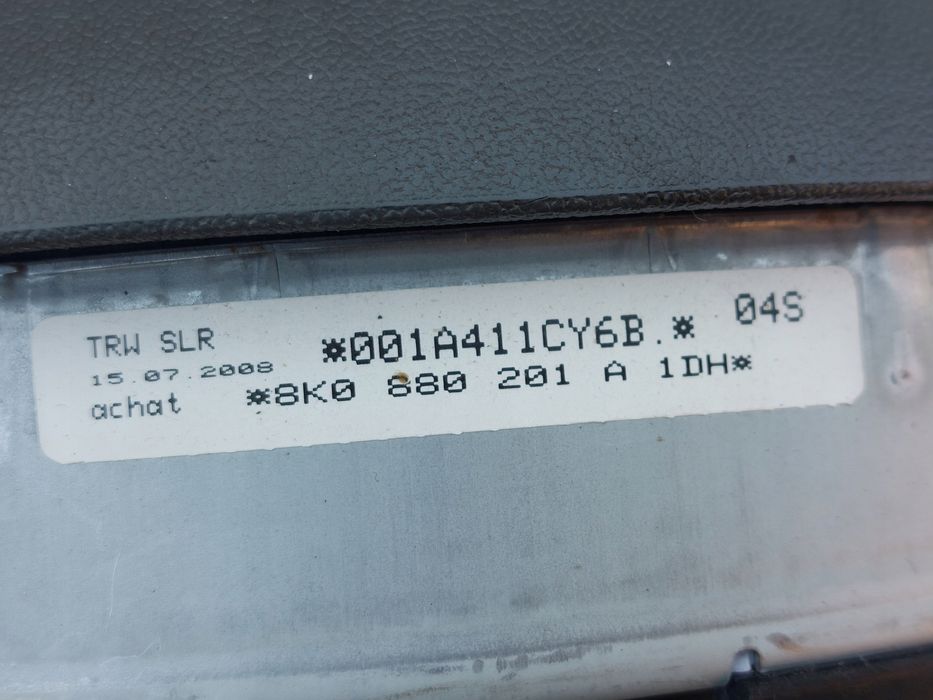 TRW SLR *001A411CY6B.* 04S
15.07.2008
achat *8K0 880 201 A 1DH*